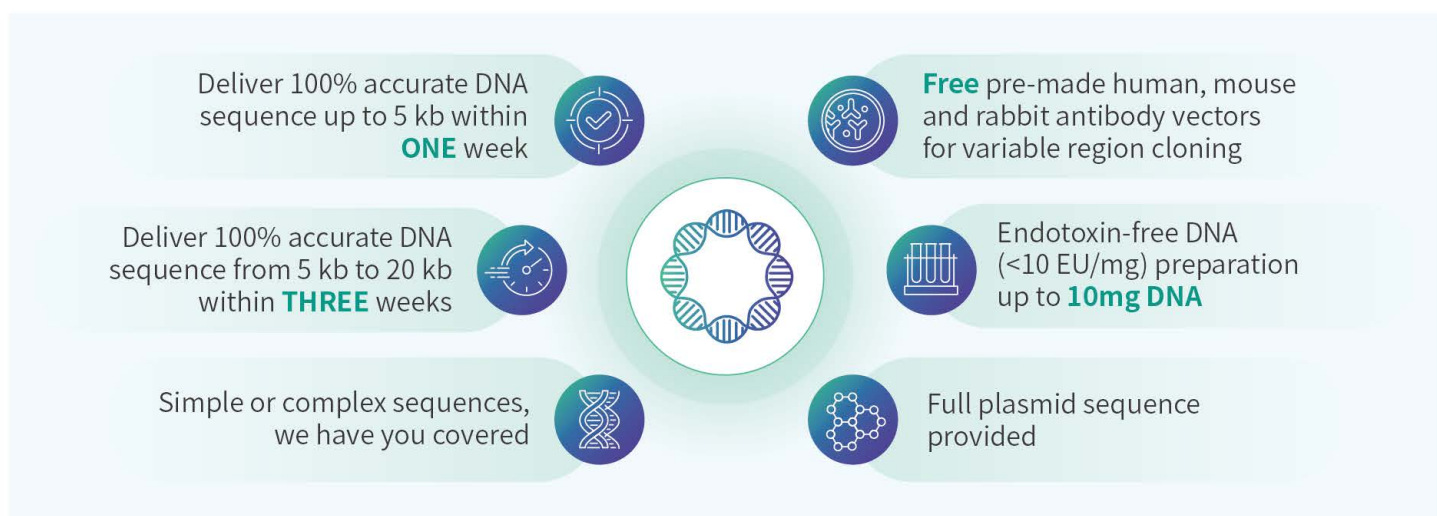 Deliver 100% accurate DNA
sequence up to 5 kb within
ONE week
Deliver 100% accurate DNA
sequence from 5 kb to 20 kb
within THREE weeks
Simple or complex sequences,
we have you covered
Free pre-made human, mouse
and rabbit antibody vectors
for variable region cloning
Endotoxin-free DNA
(<10 EU/mg) preparation
up to 10mg DNA
Full plasmid sequence
provided